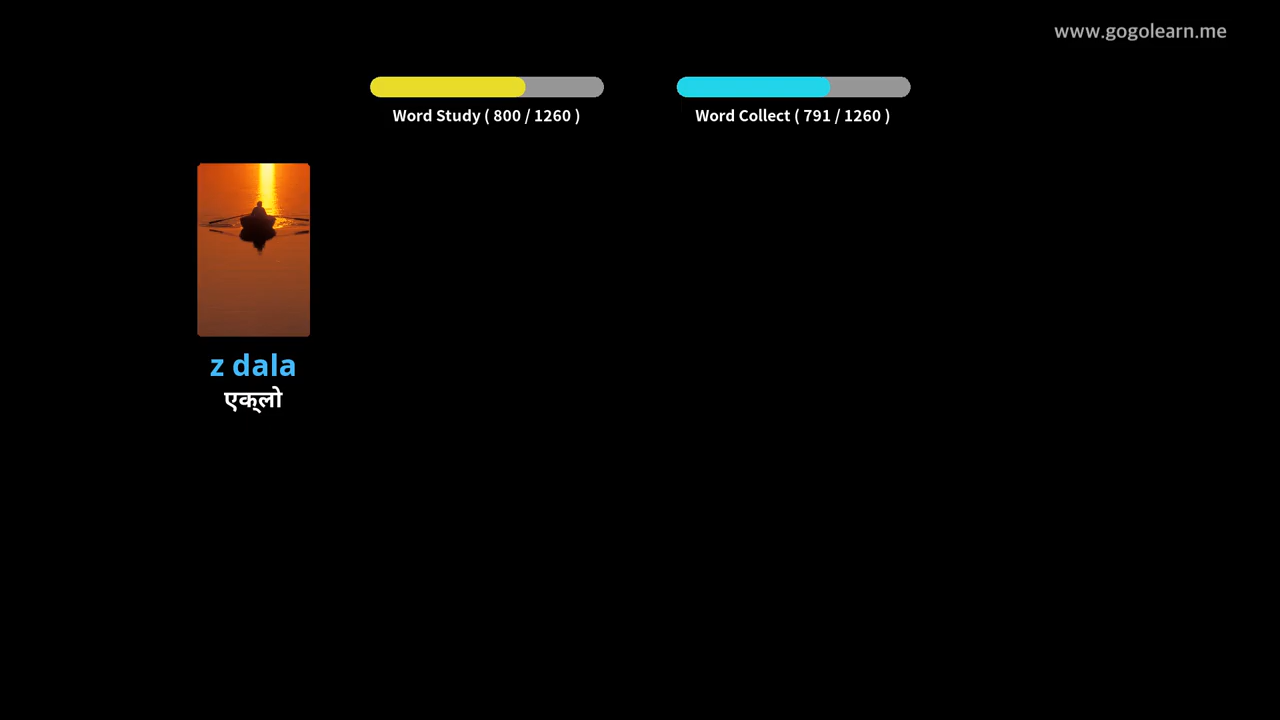 www.gogolearn.me
Word Study ( 800 / 1260 )
Word Collect ( 791 / 1260 )
z dala
एक्लो